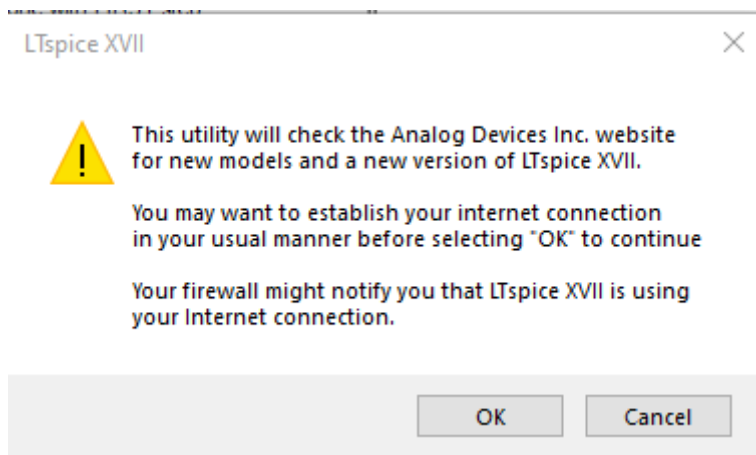 LTspice XVII
This utility will check the Analog Devices Inc. website
for new models and a new version of LTspice XVII.
You may want to establish your internet connection
in your usual manner before selecting "OK" to continue
Your firewall might notify you that LTspice XVII is using
your Internet connection.
OK
Cancel